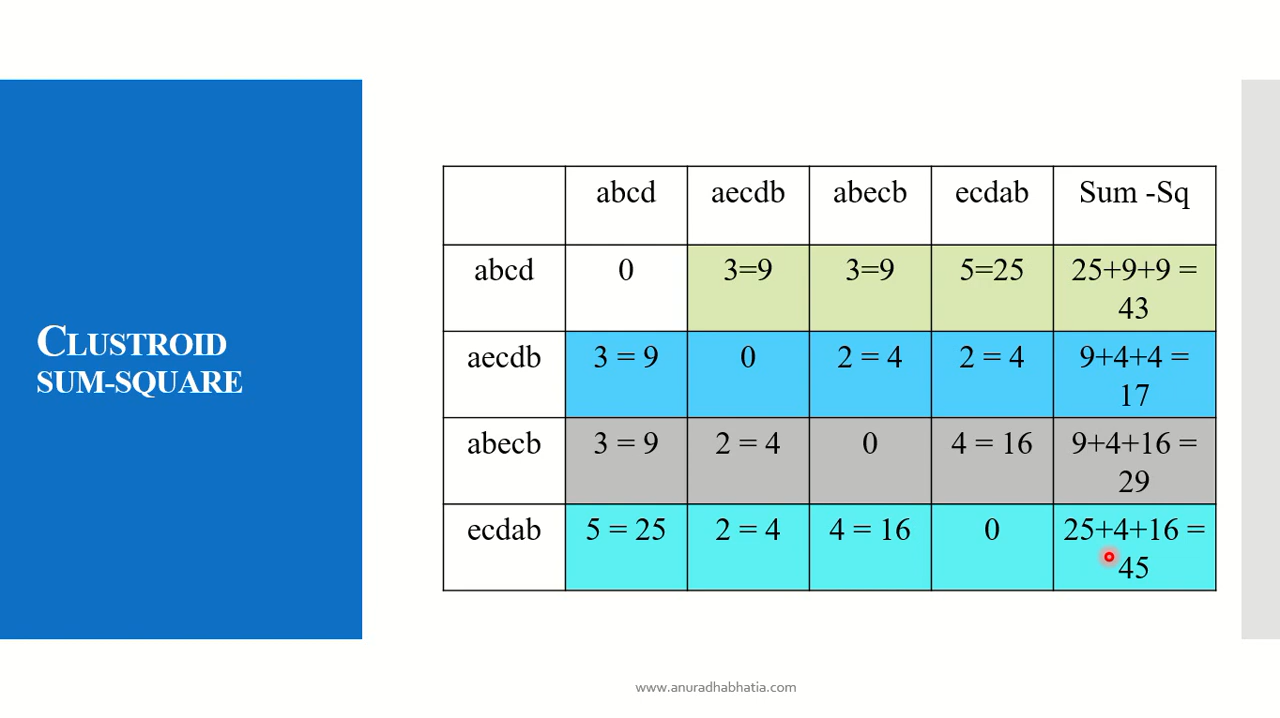 CLUSTROID
SUM-SQUARE
abcd aecdb abecb ecdab Sum -Sq
abcd 0 3=9 3=9 5=25 25+9+9 =
43
aecdb 3 = 9 0 2 = 4 2 = 4 9+4+4 =
17
abecb 3 = 9 2 = 4 0 4 = 16 9+4+16 =
29
ecdab 5 = 25 2 = 4 4 = 16 0 25+4+16 =
45
www.anuradhabhatia.com